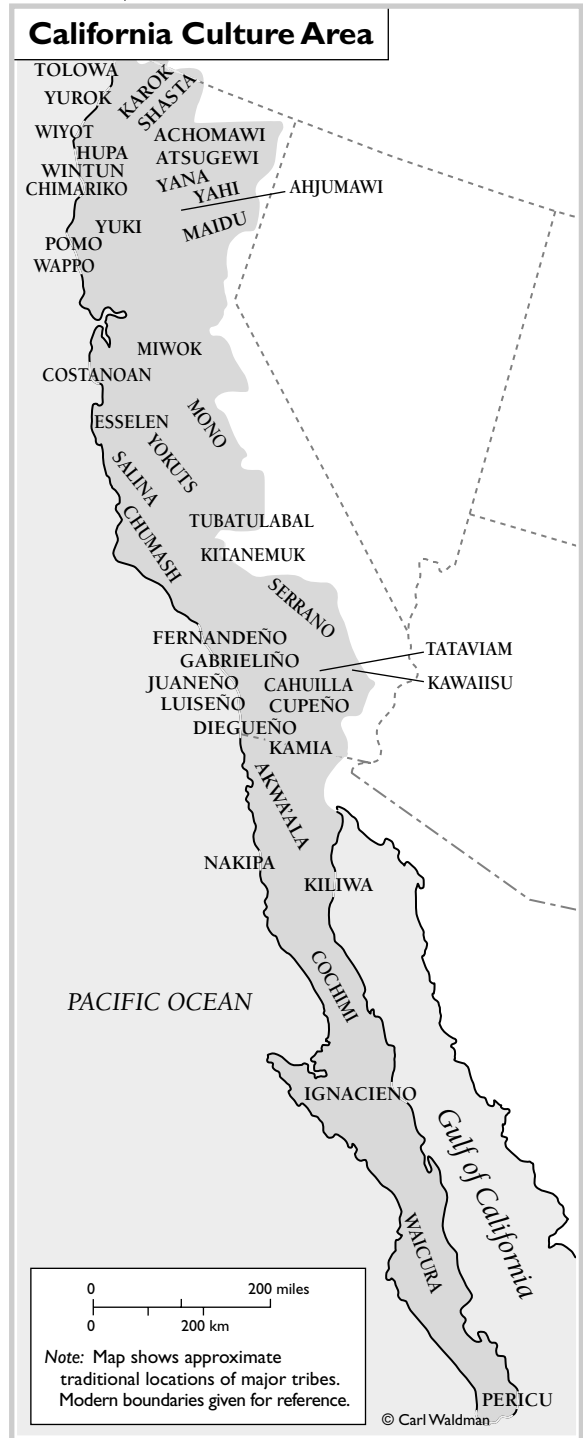 California Culture Area
TOLOWA
KAROK
SHASTA
YUROK
WIYOT
ACHOMAWI
HUPA
ATSUGEWI
WINTUN
YANA
CHIMARIKO
YAHI
AHJUMAWI
YUKI
MAIDU
POMO
WAPPO
MIWOK
COSTANOAN
ESSELEN
MONO
YOKUTS
SALINA
CHUMASH
TUBATULABAL
KITANEMUK
SERRANO
FERNANDEÑO
TATAVIAM
GABRIELIÑO
JUANEÑO
CAHUILLA
KAWAIISU
LUISEÑO
CUPEÑO
DIEGUEÑO
KAMIA
AKWA'ALA
NAKIPA
KILIWA
COCHIMI
PACIFIC OCEAN
IGNACIENO
Gulf of California
WAICURA
0 200 miles
0 200 km
Note: Map shows approximate
traditional locations of major tribes.
Modern boundaries given for reference.
PERICU
© Carl Waldman